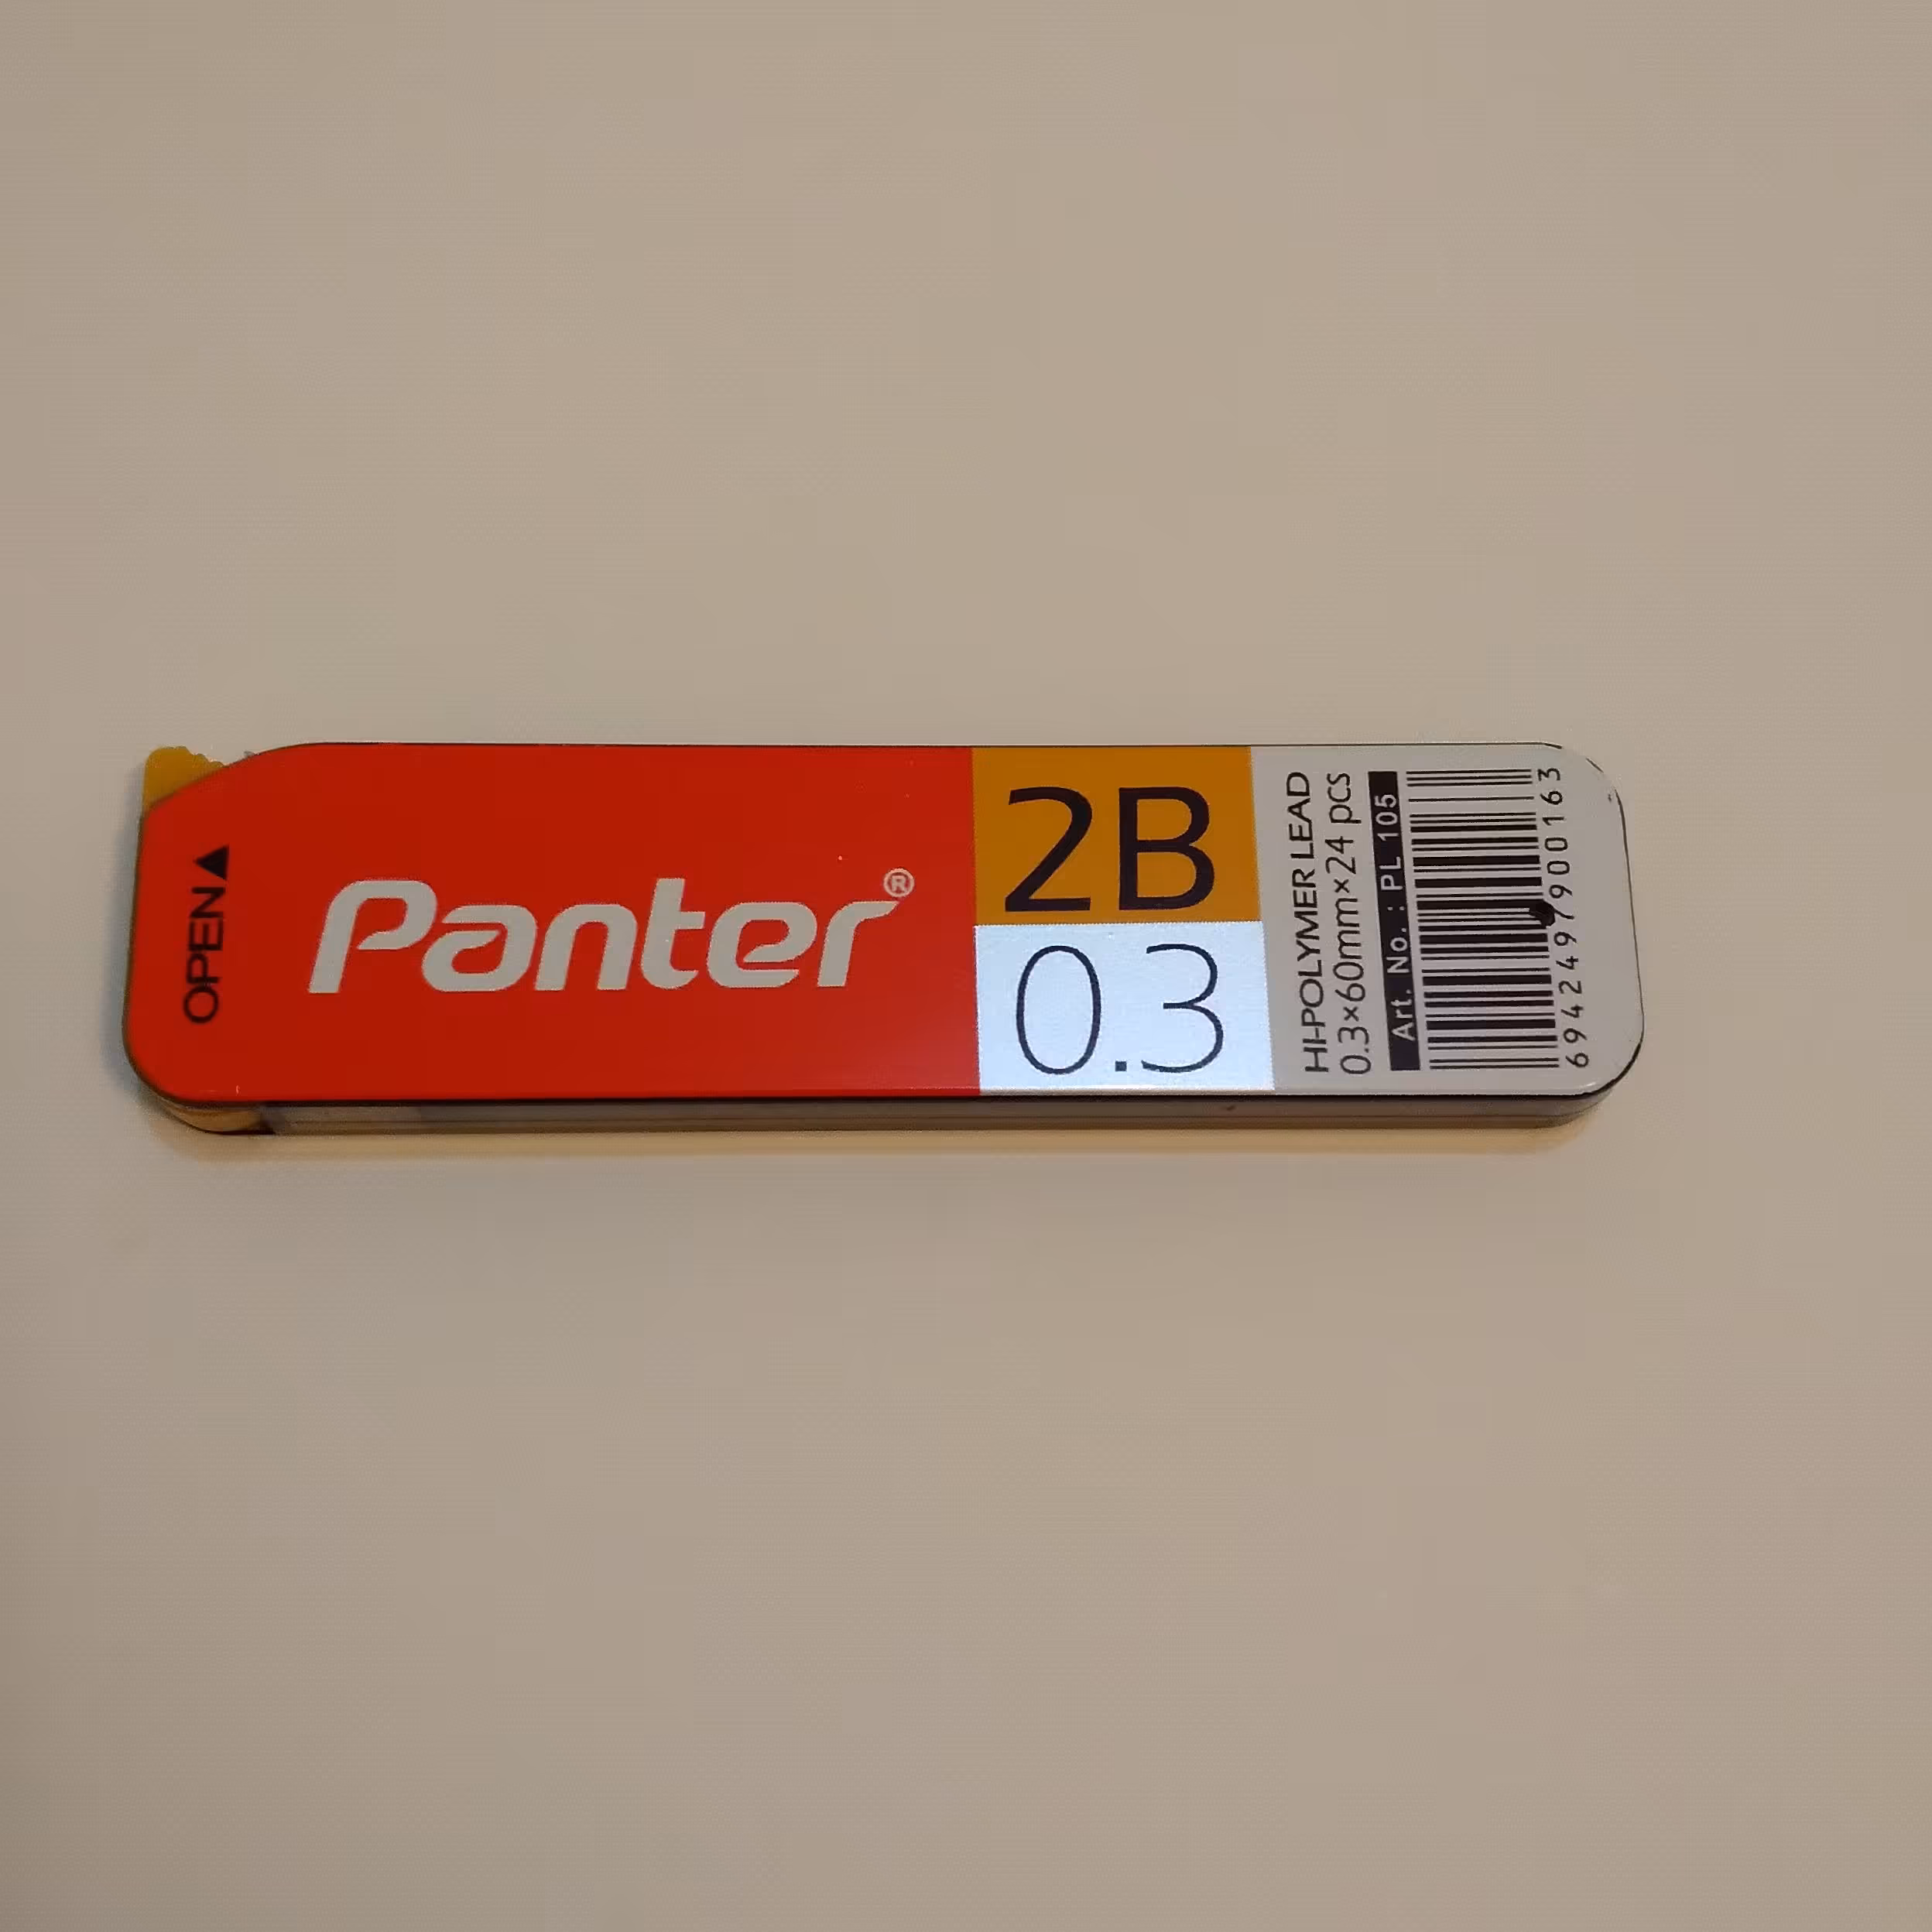 OPEN▲
Panter®
2B
0.3
HI-POLYMER LEAD
0.3×60mm×24 pcs
Art. No. : PL 105
6942497900163